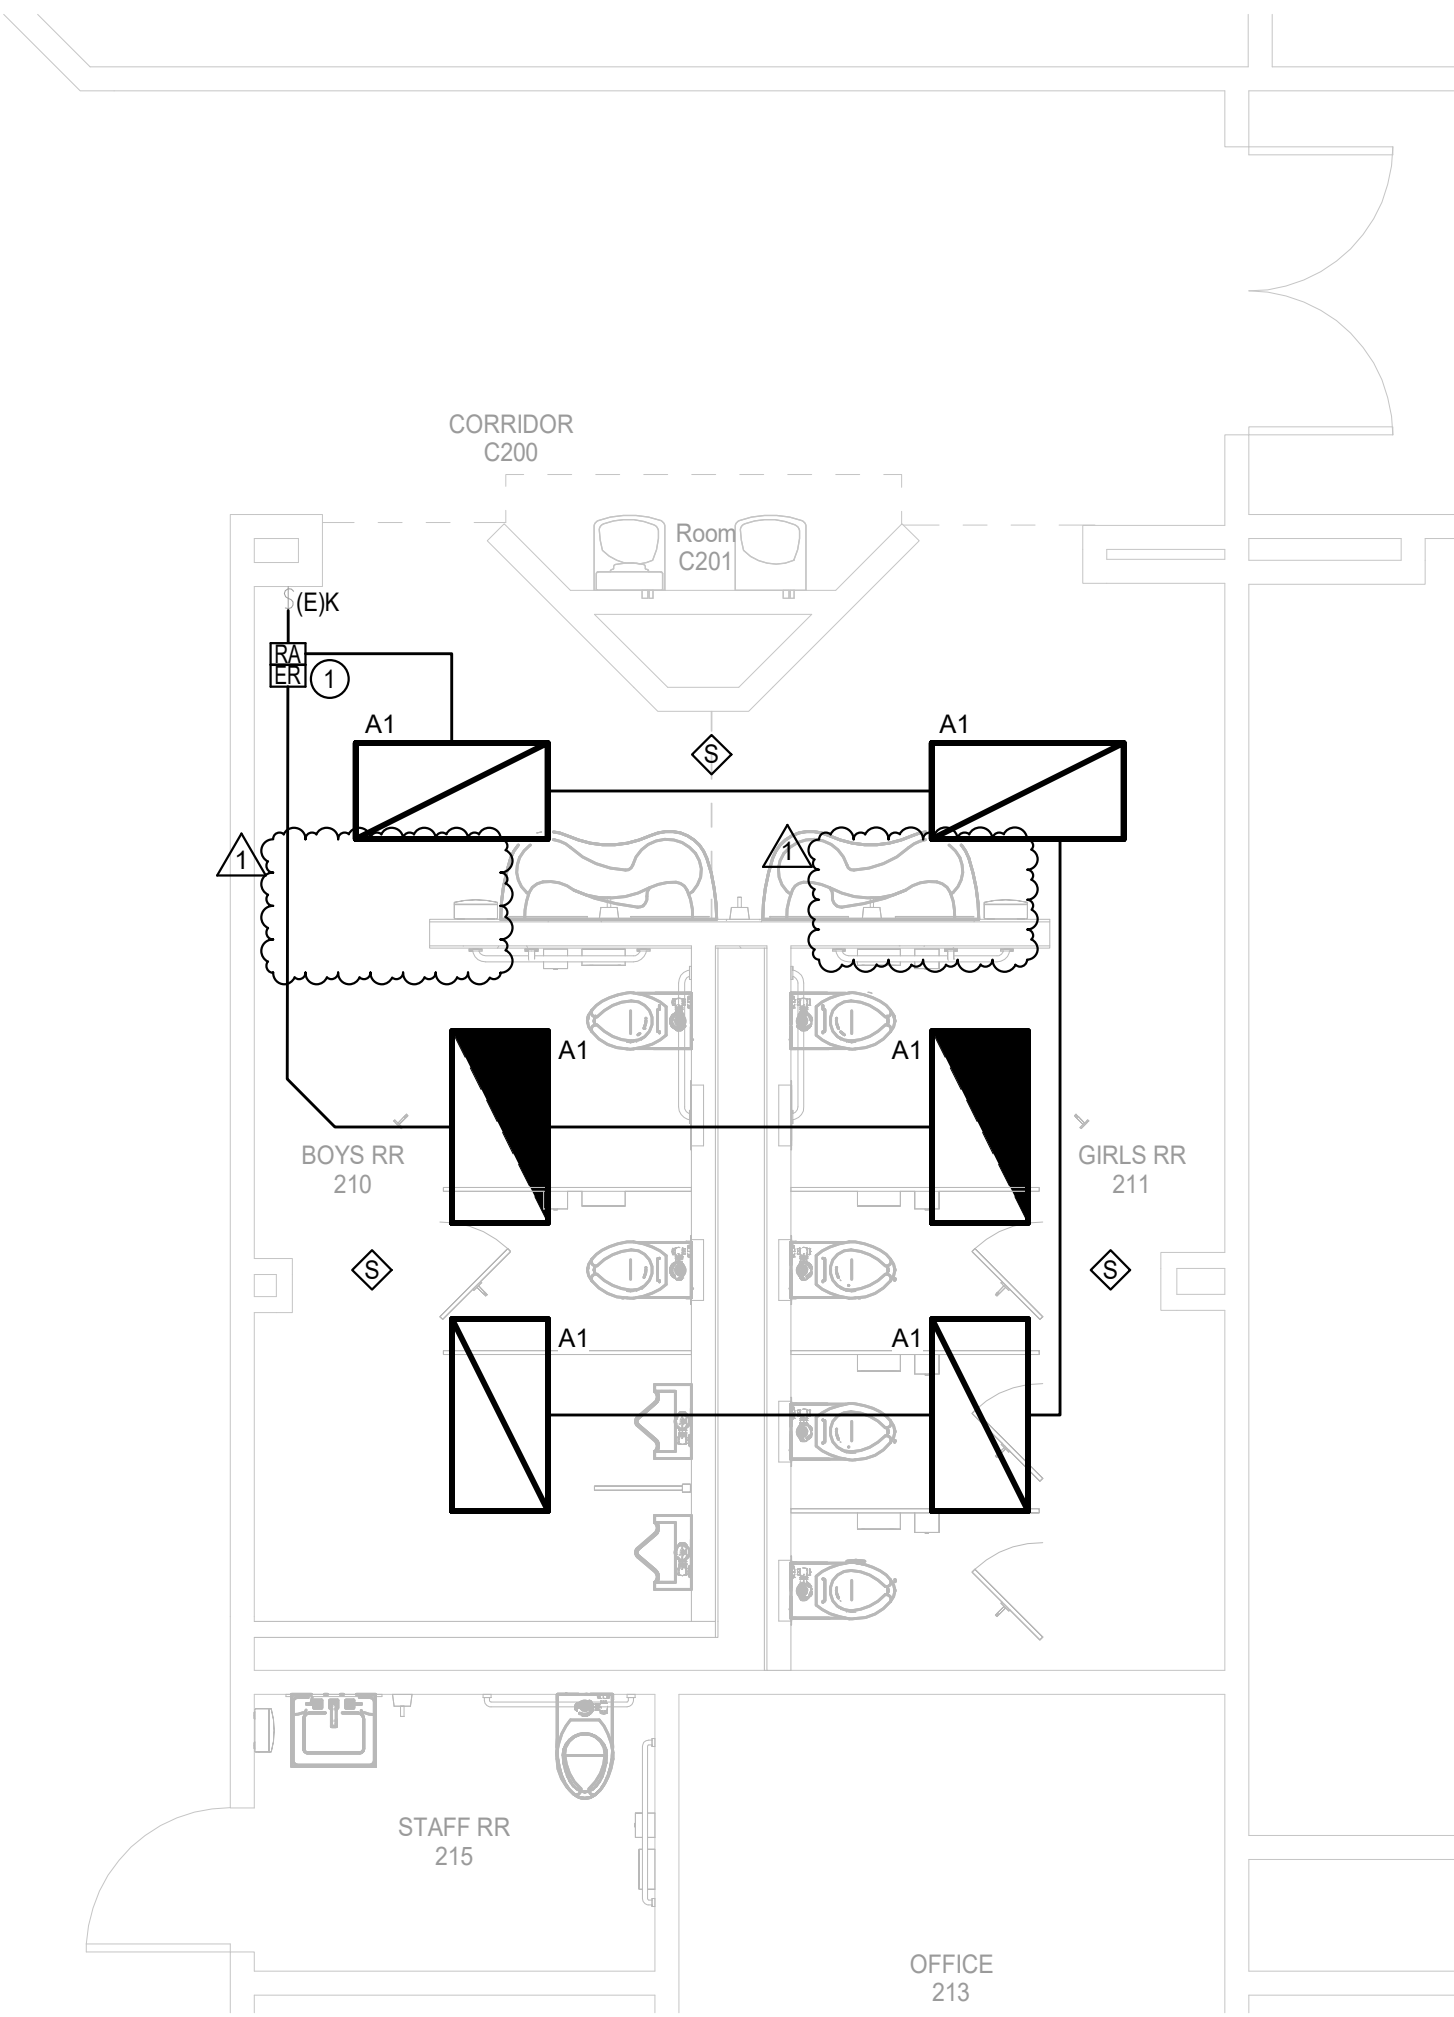 CORRIDOR
C200
Room
C201
$(E)K
RA
ER
1
A1
A1
S
1
1
A1
A1
BOYS RR
210
GIRLS RR
211
S
S
A1
A1
STAFF RR
215
OFFICE
213